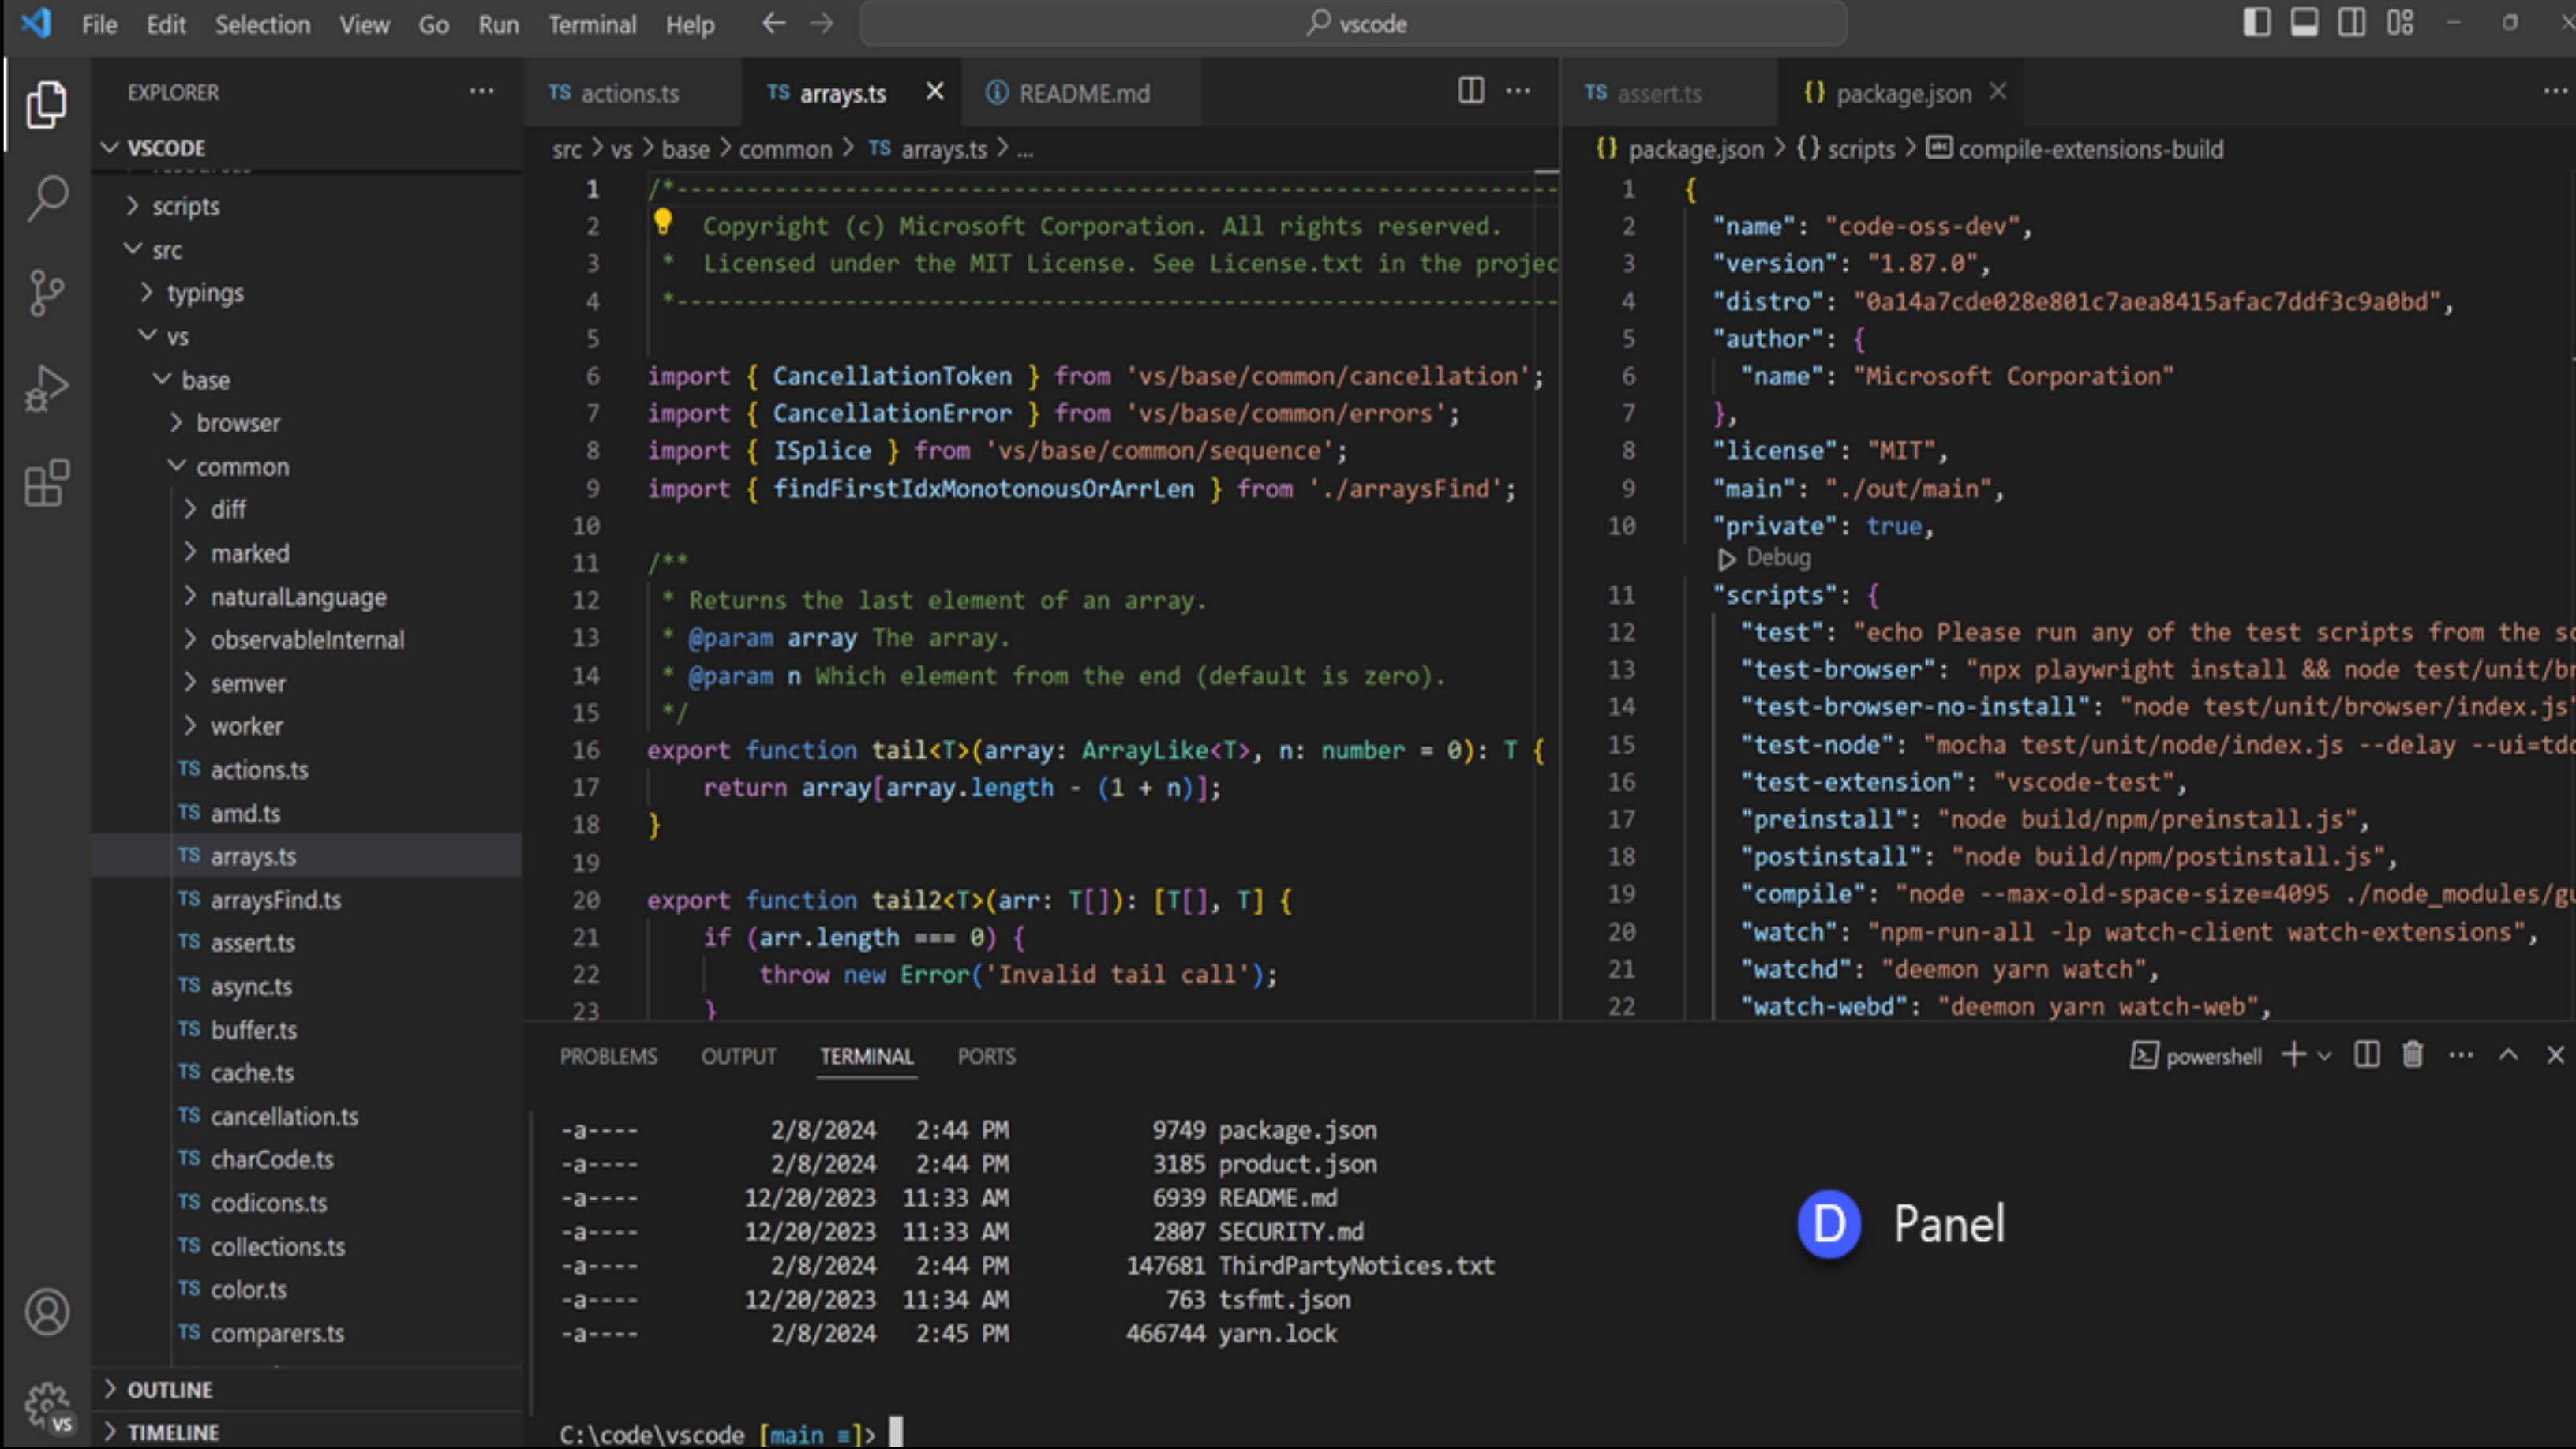 File Edit Selection View Go Run Terminal Help vscode
EXPLORER
VSCODE
scripts
src
typings
vs
base
browser
common
diff
marked
naturalLanguage
observableInternal
semver
worker
TS actions.ts
TS amd.ts
TS arrays.ts
TS arraysFind.ts
TS assert.ts
TS async.ts
TS buffer.ts
TS cache.ts
TS cancellation.ts
TS charCode.ts
TS codicons.ts
TS collections.ts
TS color.ts
TS comparers.ts
OUTLINE
TIMELINE
VS
TS actions.ts TS arrays.ts README.md
src > vs > base > common > TS arrays.ts > ...
1 /*---------------------------------------------------------------
2 Copyright (c) Microsoft Corporation. All rights reserved.
3 * Licensed under the MIT License. See License.txt in the projec
4 *---------------------------------------------------------------
5
6 import { CancellationToken } from 'vs/base/common/cancellation';
7 import { CancellationError } from 'vs/base/common/errors';
8 import { ISplice } from 'vs/base/common/sequence';
9 import { findFirstIdxMonotonousOrArrLen } from './arraysFind';
10
11 /**
12 * Returns the last element of an array.
13 * @param array The array.
14 * @param n Which element from the end (default is zero).
15 */
16 export function tail<T>(array: ArrayLike<T>, n: number = 0): T {
17 return array[array.length - (1 + n)];
18 }
19
20 export function tail2<T>(arr: T[]): [T[], T] {
21 if (arr.length === 0) {
22 throw new Error('Invalid tail call');
23 }
TS assert.ts {} package.json
{} package.json > {} scripts > compile-extensions-build
1 {
2 "name": "code-oss-dev",
3 "version": "1.87.0",
4 "distro": "0a14a7cde028e801c7aea8415afac7ddf3c9a0bd",
5 "author": {
6 "name": "Microsoft Corporation"
7 },
8 "license": "MIT",
9 "main": "./out/main",
10 "private": true,
Debug
11 "scripts": {
12 "test": "echo Please run any of the test scripts from the sc
13 "test-browser": "npx playwright install && node test/unit/br
14 "test-browser-no-install": "node test/unit/browser/index.js"
15 "test-node": "mocha test/unit/node/index.js --delay --ui=tdd
16 "test-extension": "vscode-test",
17 "preinstall": "node build/npm/preinstall.js",
18 "postinstall": "node build/npm/postinstall.js",
19 "compile": "node --max-old-space-size=4095 ./node_modules/gu
20 "watch": "npm-run-all -lp watch-client watch-extensions",
21 "watchd": "deemon yarn watch",
22 "watch-webd": "deemon yarn watch-web",
PROBLEMS OUTPUT TERMINAL PORTS powershell
-a---- 2/8/2024 2:44 PM 9749 package.json
-a---- 2/8/2024 2:44 PM 3185 product.json
-a---- 12/20/2023 11:33 AM 6939 README.md
-a---- 12/20/2023 11:33 AM 2807 SECURITY.md
-a---- 2/8/2024 2:44 PM 147681 ThirdPartyNotices.txt
-a---- 12/20/2023 11:34 AM 763 tsfmt.json
-a---- 2/8/2024 2:45 PM 466744 yarn.lock
C:\code\vscode [main ≡]>
D Panel